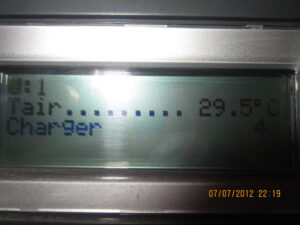 Tair......... 29.5°C
Charger 4
07/07/2012 22:19